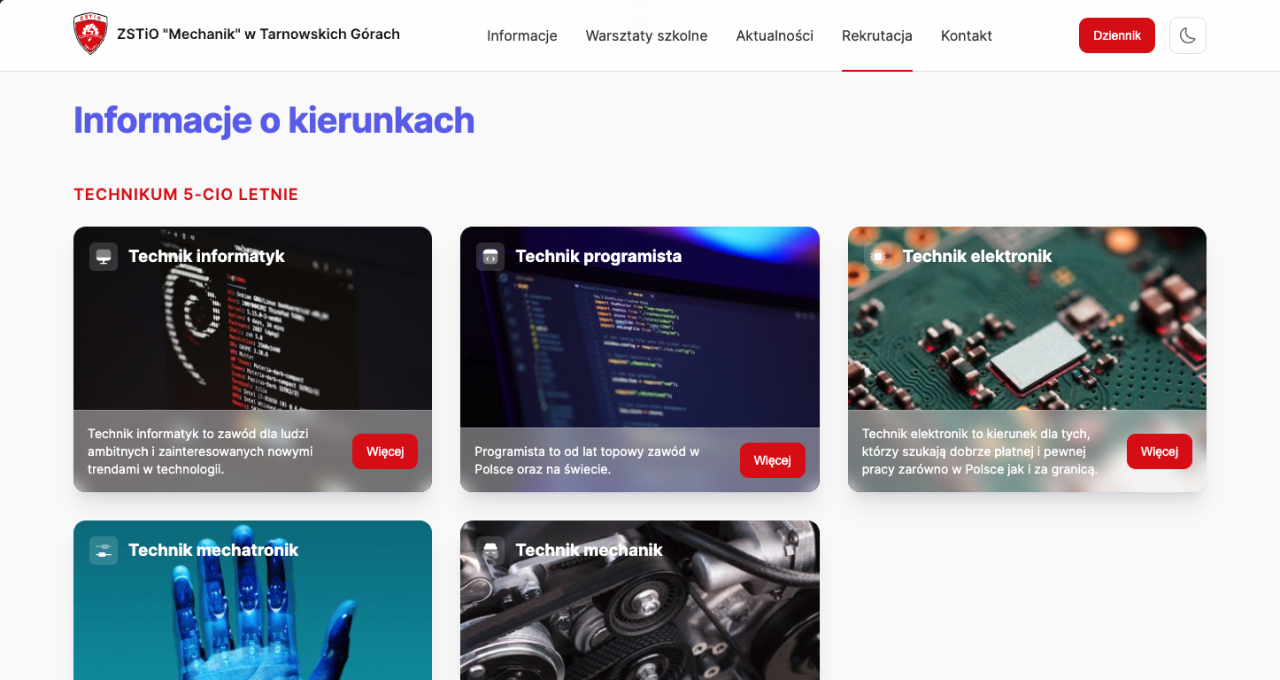 ZSTiO "Mechanik" w Tarnowskich Górach
Informacje
Warsztaty szkolne
Aktualności
Rekrutacja
Kontakt
Dziennik
Informacje o kierunkach
TECHNIKUM 5-CIO LETNIE
Technik informatyk
Technik informatyk to zawód dla ludzi
ambitnych i zainteresowanych nowymi
trendami w technologii.
Więcej
Technik programista
Programista to od lat topowy zawód w
Polsce oraz na świecie.
Więcej
Technik elektronik
Technik elektronik to kierunek dla tych,
którzy szukają dobrze płatnej i pewnej
pracy zarówno w Polsce jak i za granicą.
Więcej
Technik mechatronik
Technik mechanik